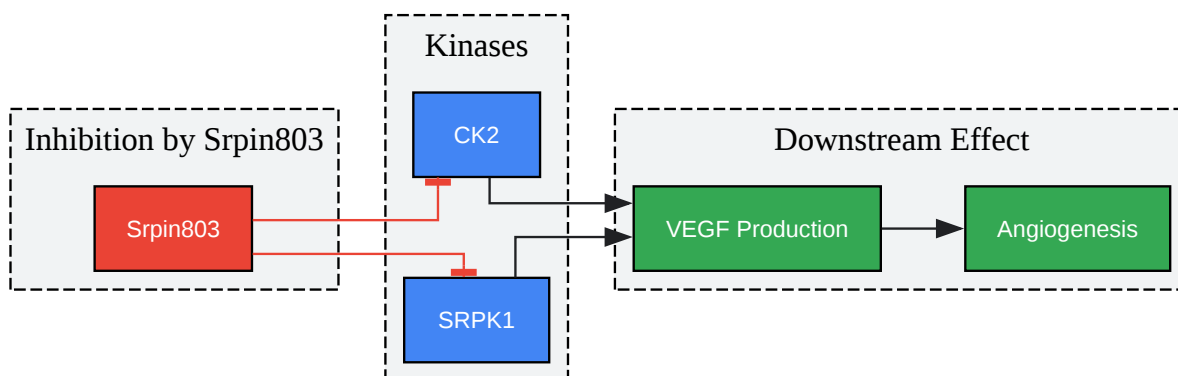 Inhibition by Srpin803
Srpin803
Kinases
CK2
SRPK1
Downstream Effect
VEGF Production
Angiogenesis